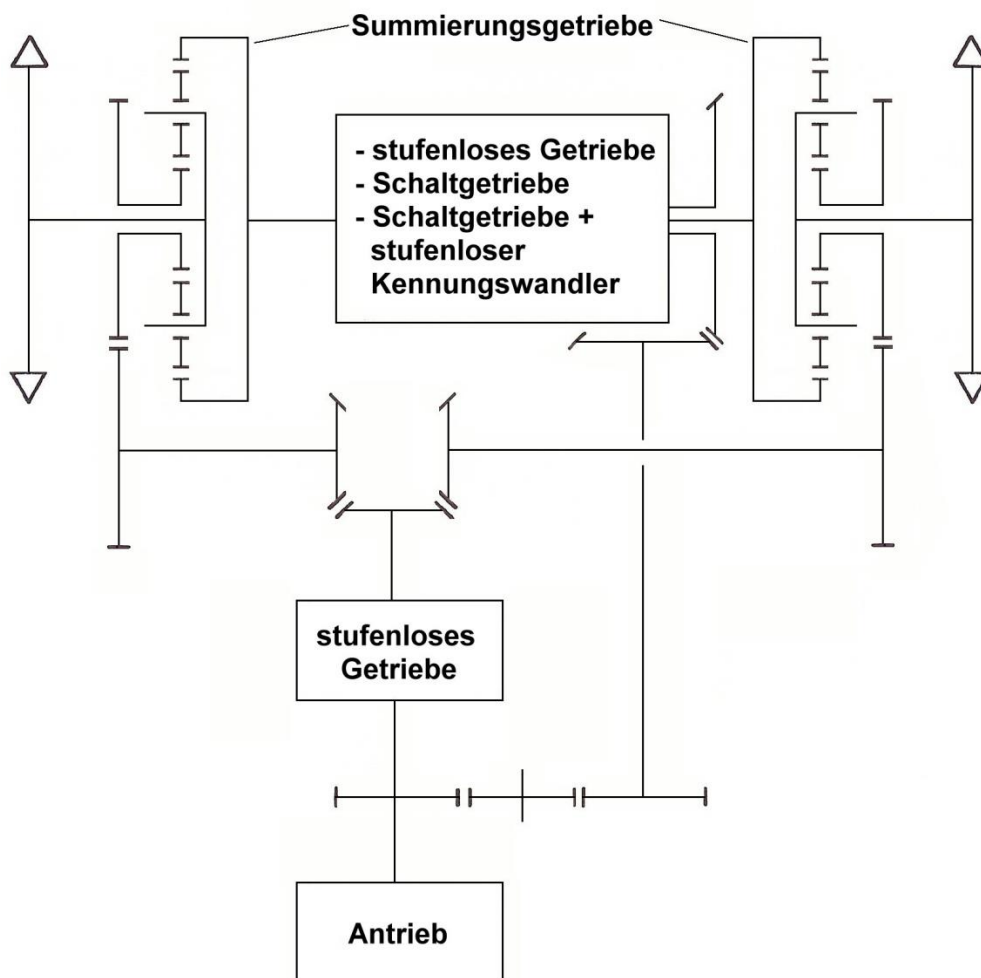 Summierungsgetriebe
- stufenloses Getriebe
- Schaltgetriebe
- Schaltgetriebe +
stufenloser
Kennungswandler
stufenloses
Getriebe
Antrieb